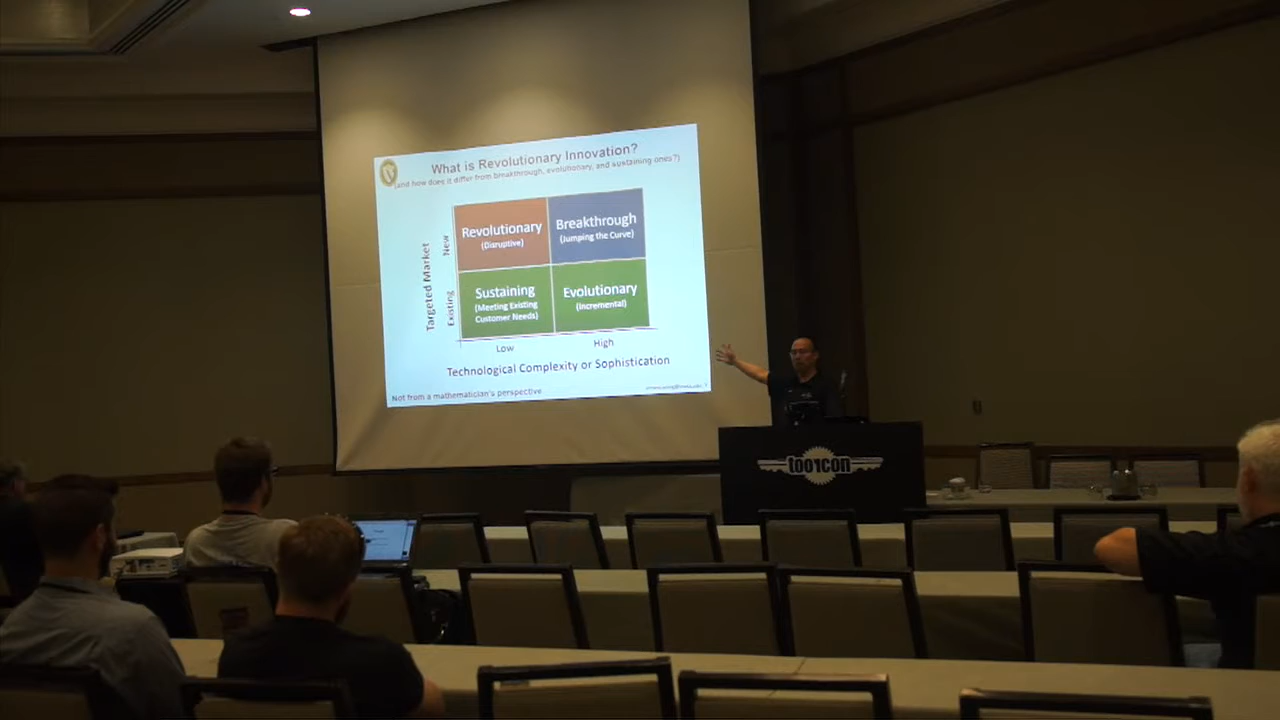 What is Revolutionary Innovation?
(and how does it differ from breakthrough, evolutionary, and sustaining ones?)
Targeted Market
New
Existing
Revolutionary
(Disruptive)
Breakthrough
(Jumping the Curve)
Sustaining
(Meeting Existing
Customer Needs)
Evolutionary
(Incremental)
Low
High
Technological Complexity or Sophistication
Not from a mathematician's perspective
toorcon